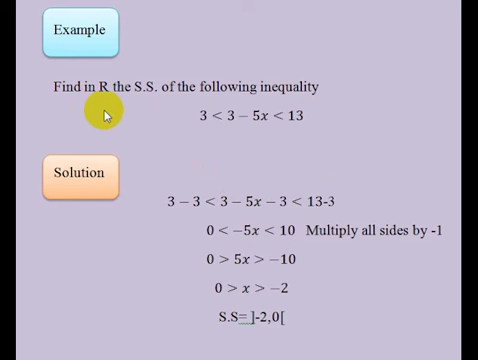 Example
Find in R the S.S. of the following inequality
3 < 3 − 5x < 13
Solution
3 − 3 < 3 − 5x − 3 < 13-3
0 < −5x < 10 Multiply all sides by -1
0 > 5x > −10
0 > x > −2
S.S= ]-2,0[